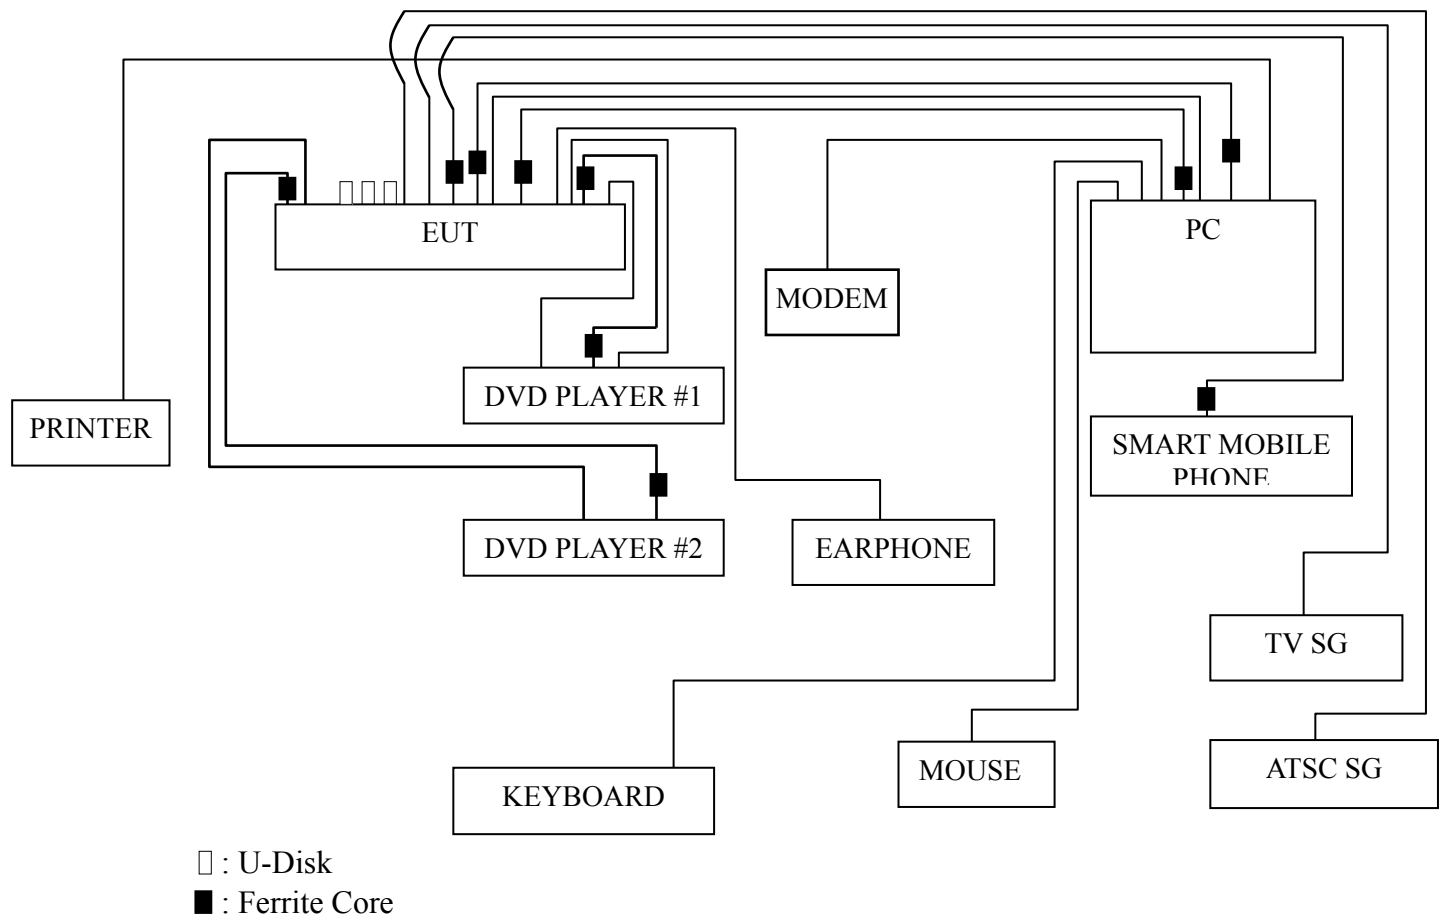 EUT
PC
MODEM
DVD PLAYER #1
PRINTER
SMART MOBILE
PHONE
DVD PLAYER #2
EARPHONE
TV SG
MOUSE
ATSC SG
KEYBOARD
: U-Disk
: Ferrite Core